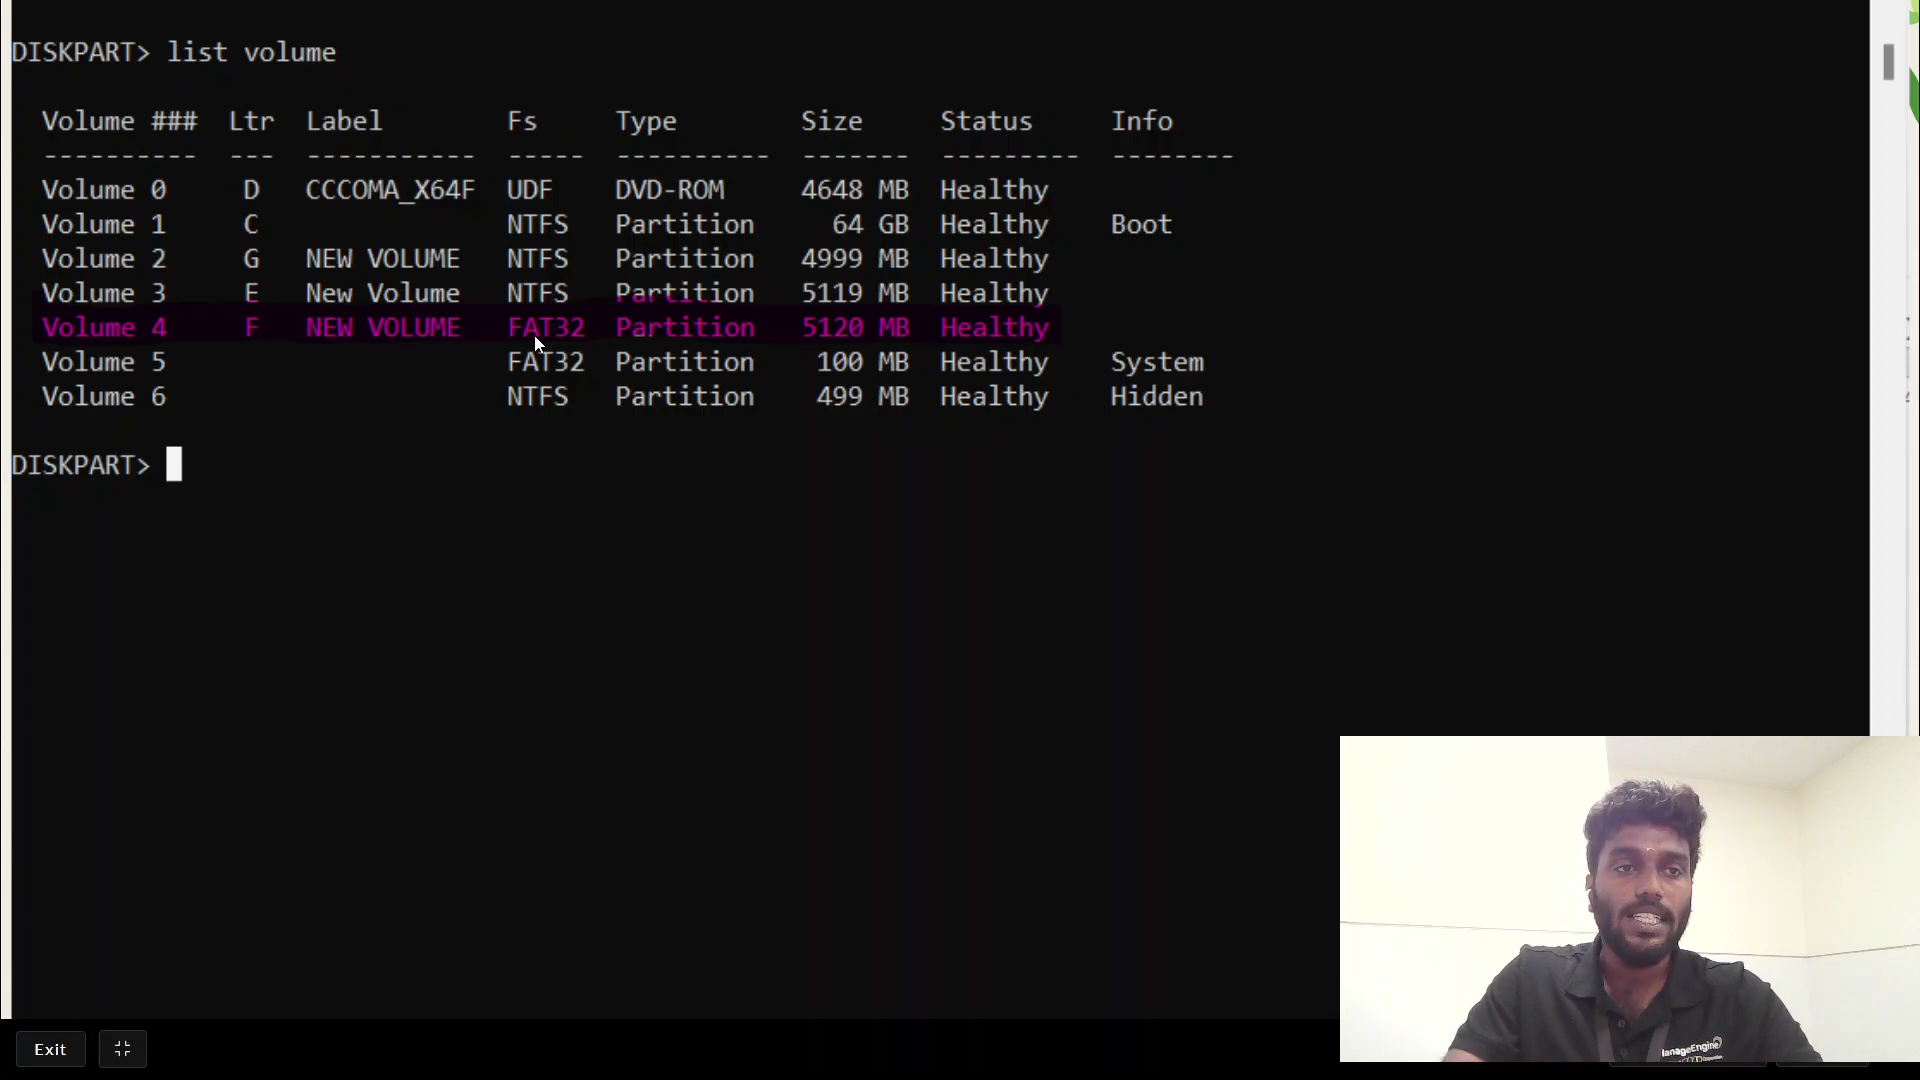 DISKPART> list volume
Volume ### Ltr Label Fs Type Size Status Info
---------- --- ----------- ----- ---------- ------- --------- --------
Volume 0 D CCCOMA_X64F UDF DVD-ROM 4648 MB Healthy
Volume 1 C NTFS Partition 64 GB Healthy Boot
Volume 2 G NEW VOLUME NTFS Partition 4999 MB Healthy
Volume 3 E New Volume NTFS Partition 5119 MB Healthy
Volume 4 F NEW VOLUME FAT32 Partition 5120 MB Healthy
Volume 5 FAT32 Partition 100 MB Healthy System
Volume 6 NTFS Partition 499 MB Healthy Hidden
DISKPART>
Exit
anageEngine